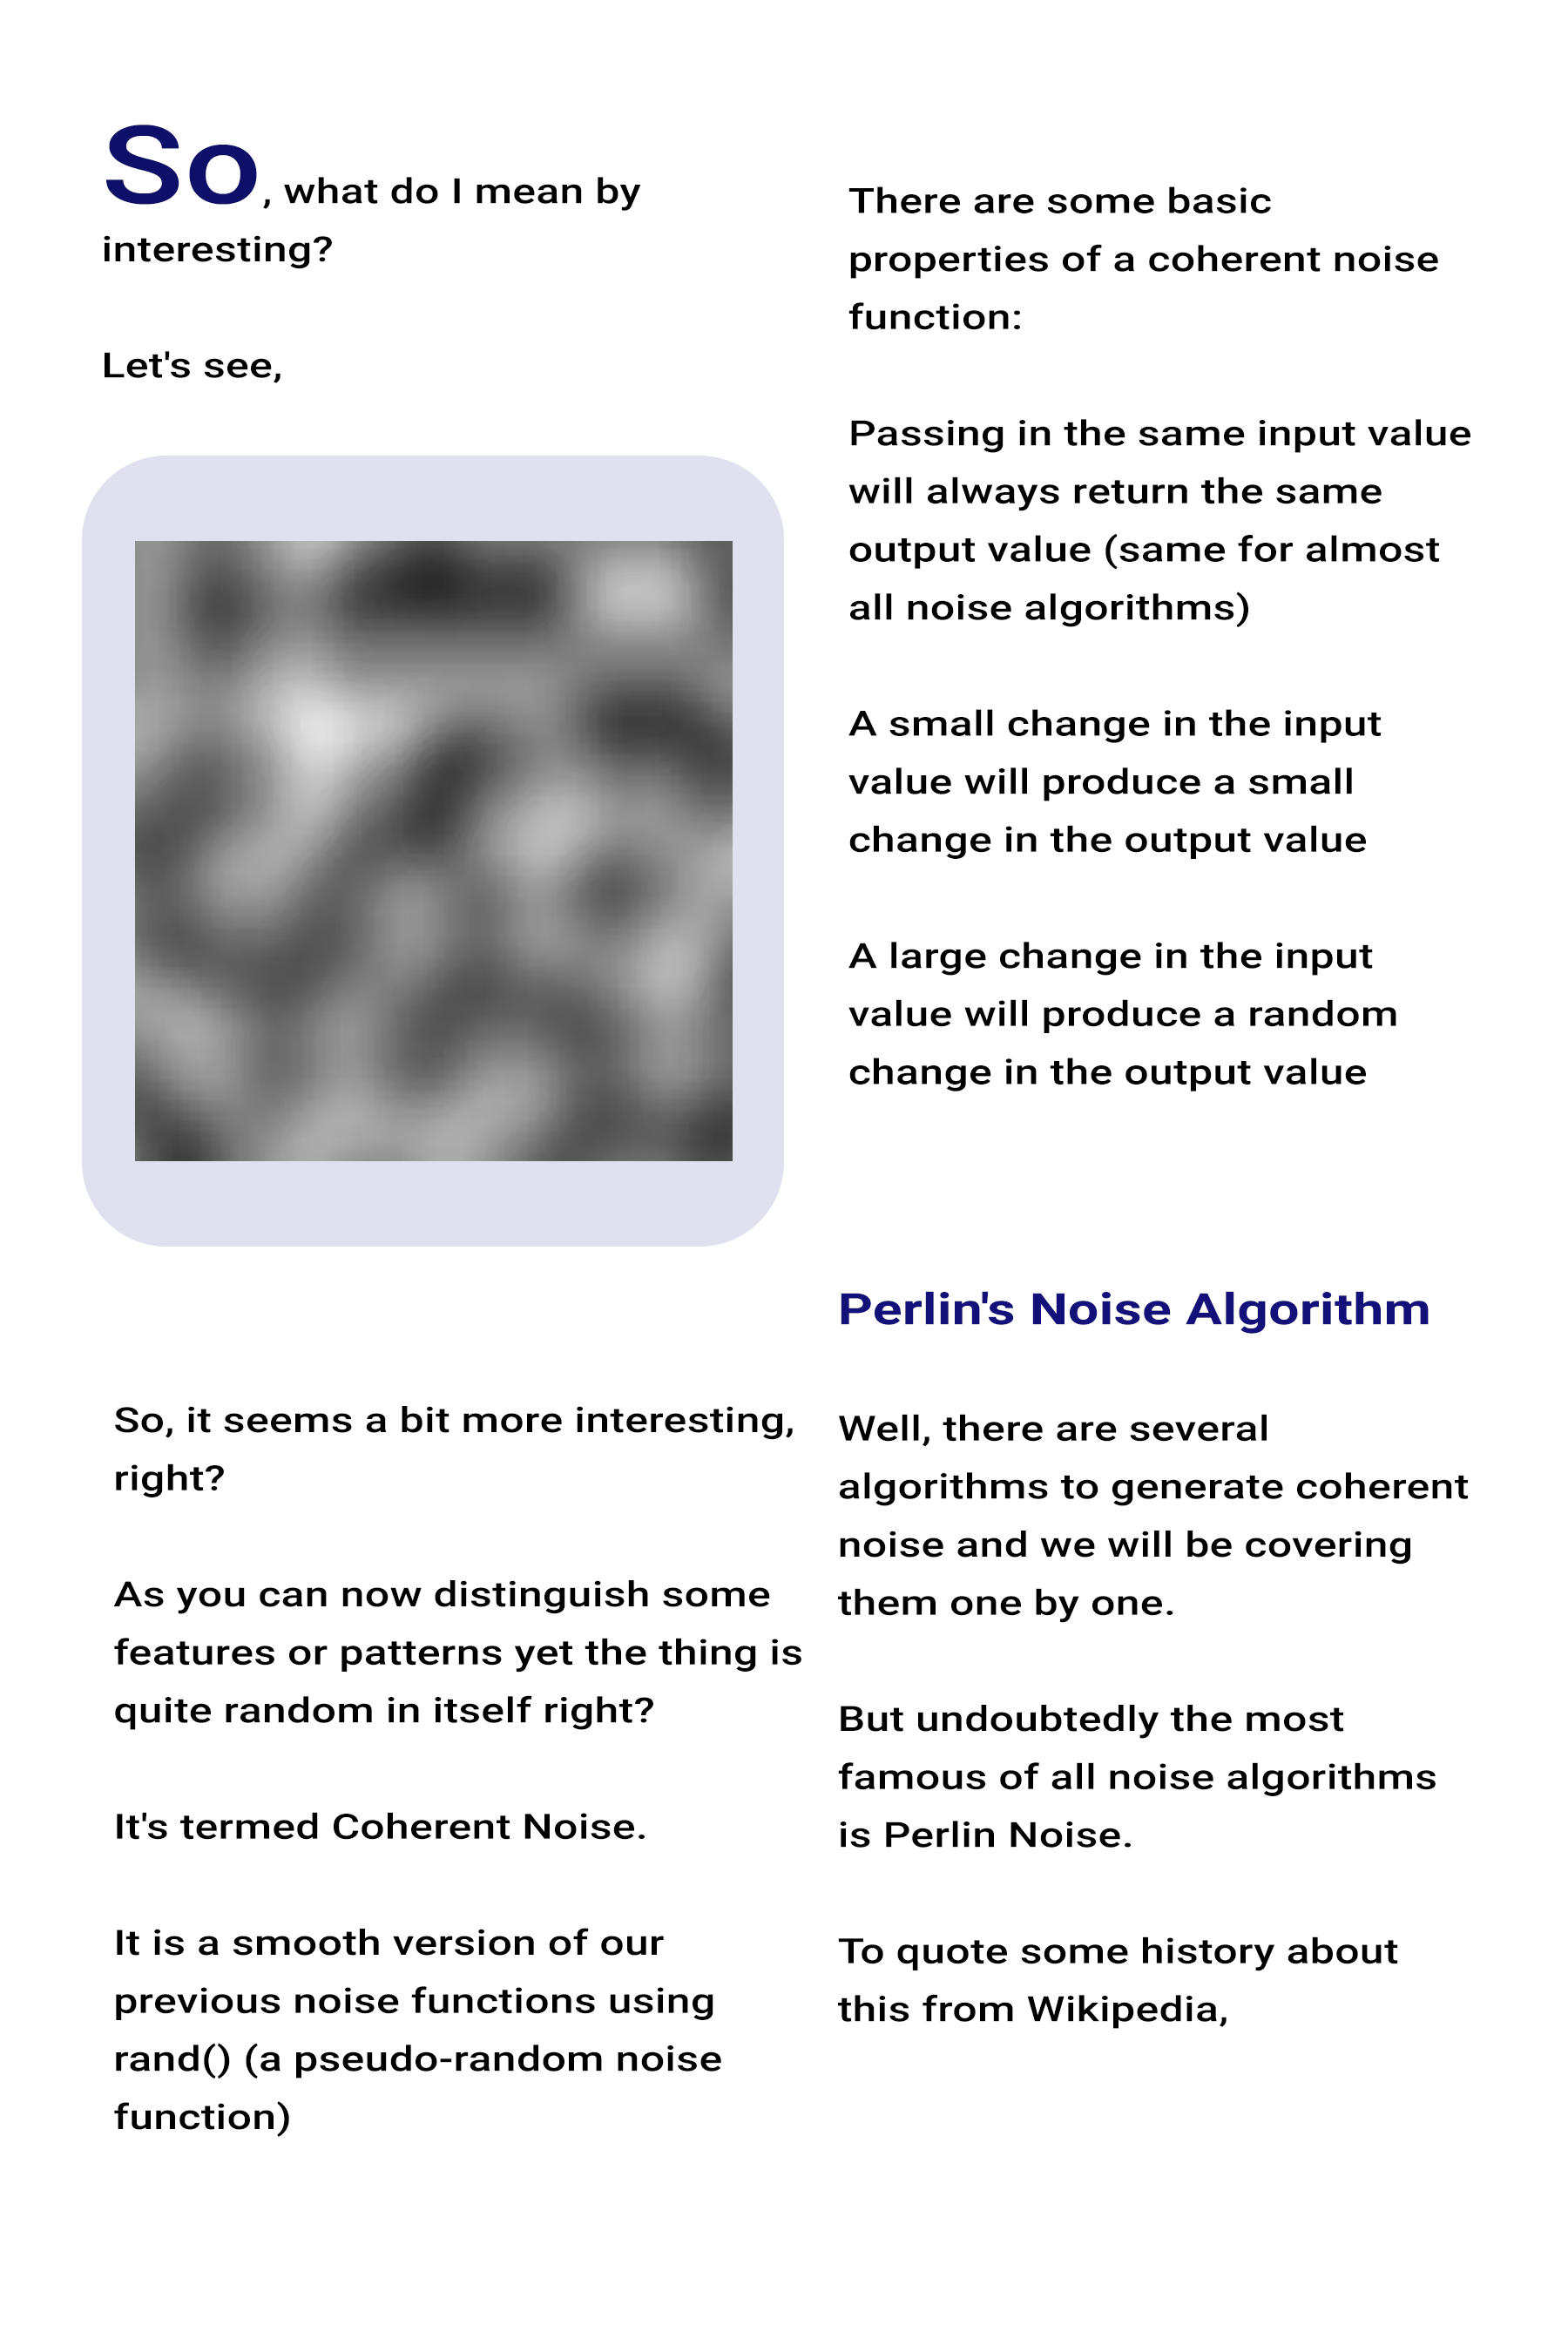 So, what do I mean by
interesting?
Let's see,
So, it seems a bit more interesting,
right?
As you can now distinguish some
features or patterns yet the thing is
quite random in itself right?
It's termed Coherent Noise.
It is a smooth version of our
previous noise functions using
rand() (a pseudo-random noise
function)
There are some basic
properties of a coherent noise
function:
Passing in the same input value
will always return the same
output value (same for almost
all noise algorithms)
A small change in the input
value will produce a small
change in the output value
A large change in the input
value will produce a random
change in the output value
Perlin's Noise Algorithm
Well, there are several
algorithms to generate coherent
noise and we will be covering
them one by one.
But undoubtedly the most
famous of all noise algorithms
is Perlin Noise.
To quote some history about
this from Wikipedia,